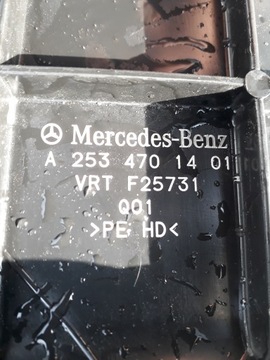 Mercedes-Benz
A 253 470 14 01
VRT F25731
Q01
>PE-HD<